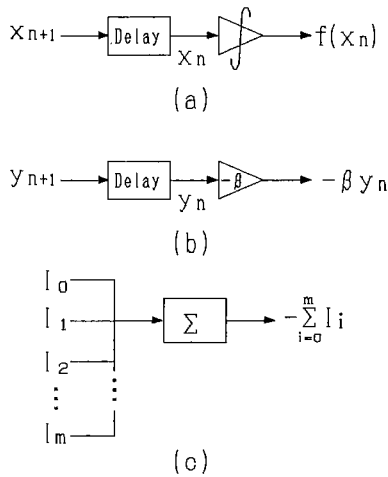 xn+1 Delay xn ∫ f(xn)
(a)
yn+1 Delay yn -β -βyn
(b)
I0
I1 Σ -Σ i=0 m Ii
I2
⋮ ⋮
Im
(c)